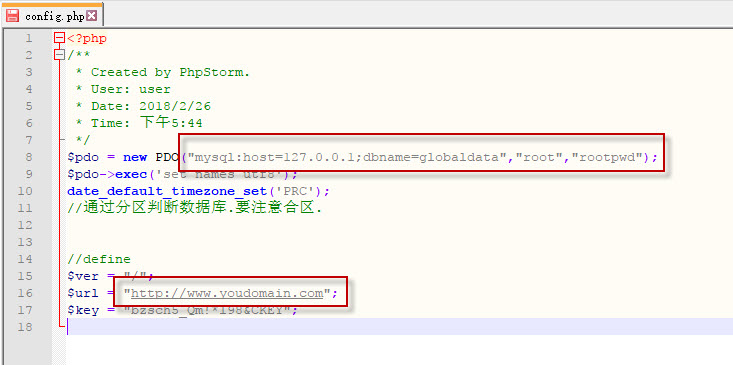 config.php
1 <?php
2 /**
3 * Created by PhpStorm.
4 * User: user
5 * Date: 2018/2/26
6 * Time: 下午5:44
7 */
8 $pdo = new PDO("mysql:host=127.0.0.1;dbname=globaldata","root","rootpwd");
9 $pdo->exec('set names utf8');
10 date_default_timezone_set('PRC');
11 //通过分区判断数据库.要注意合区.
12
13
14 //define
15 $ver = "/";
16 $url = "http://www.youdomain.com";
17 $key = "bzsch5_Qm!*198&CKEY";
18